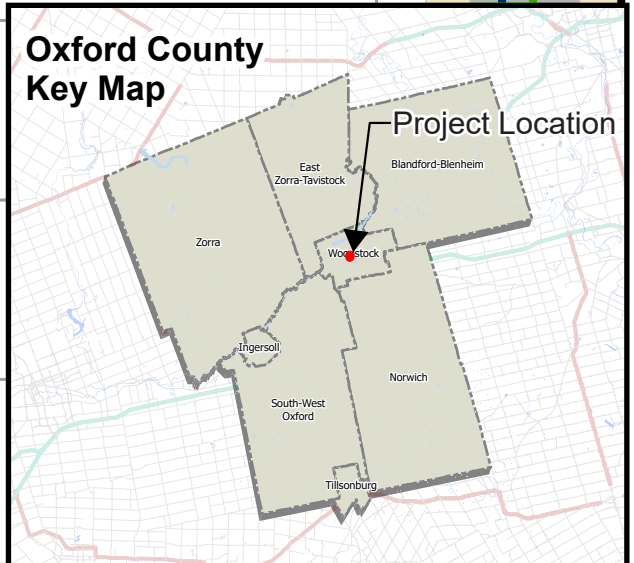 Oxford County
Key Map
Project Location
East
Zorra-Tavistock
Blandford-Blenheim
Zorra
Woodstock
Ingersoll
Norwich
South-West
Oxford
Tillsonburg